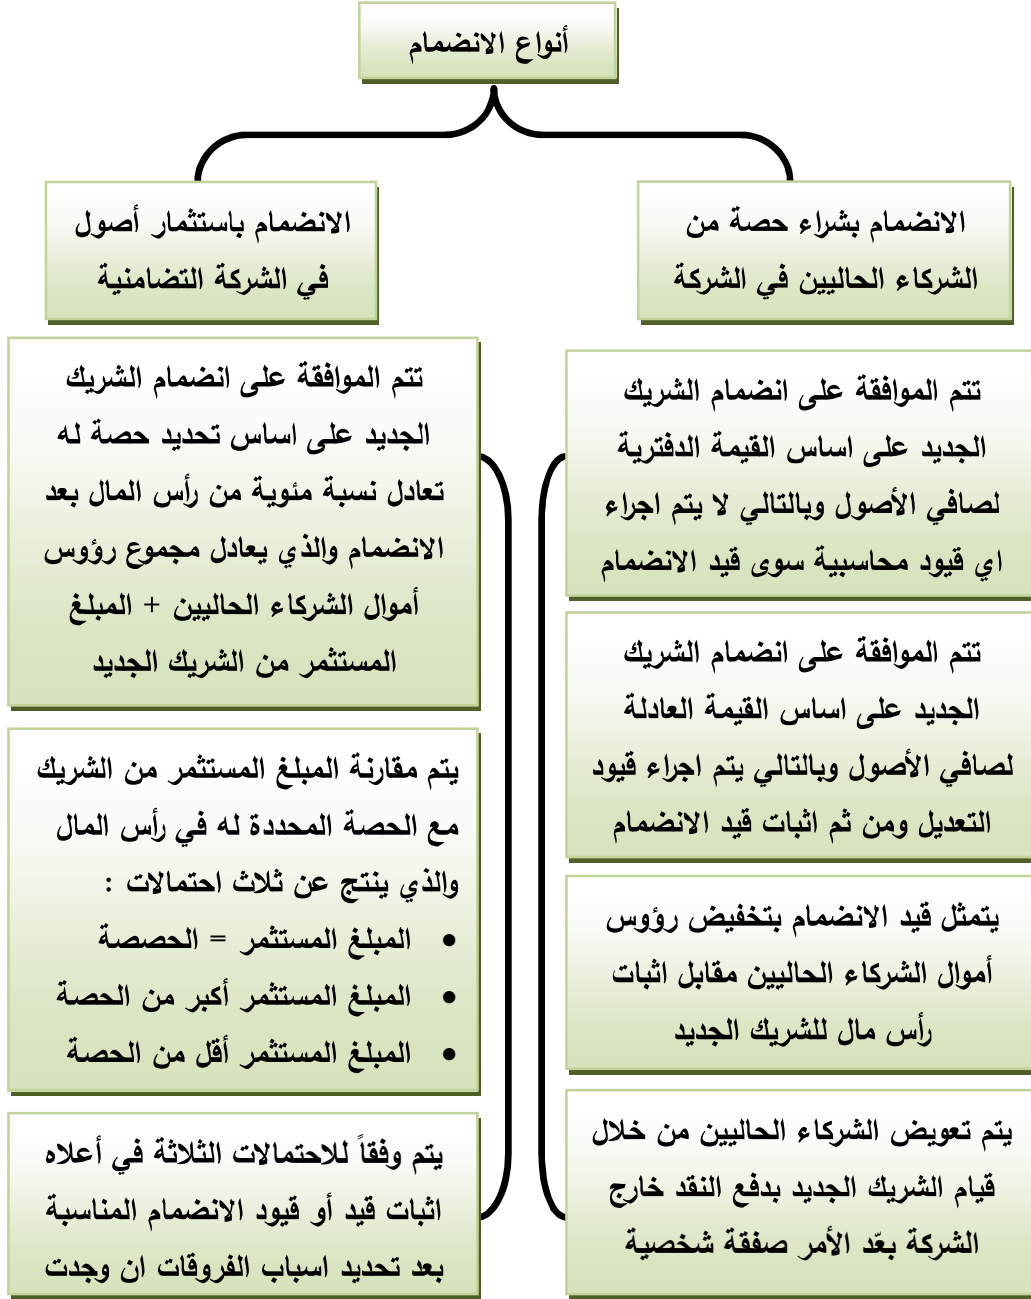 أنواع الانضمام
الانضمام بشراء حصة من
الشركاء الحاليين في الشركة
تتم الموافقة على انضمام الشريك
الجديد على اساس القيمة الدفترية
لصافي الأصول وبالتالي لا يتم اجراء
اي قيود محاسبية سوى قيد الانضمام
تتم الموافقة على انضمام الشريك
الجديد على اساس القيمة العادلة
لصافي الأصول وبالتالي يتم اجراء قيود
التعديل ومن ثم اثبات قيد الانضمام
يتمثل قيد الانضمام بتخفيض رؤوس
أموال الشركاء الحاليين مقابل اثبات
رأس مال للشريك الجديد
يتم تعويض الشركاء الحاليين من خلال
قيام الشريك الجديد بدفع النقد خارج
الشركة بعّد الأمر صفقة شخصية
الانضمام باستثمار أصول
في الشركة التضامنية
تتم الموافقة على انضمام الشريك
الجديد على اساس تحديد حصة له
تعادل نسبة مئوية من رأس المال بعد
الانضمام والذي يعادل مجموع رؤوس
أموال الشركاء الحاليين + المبلغ
المستثمر من الشريك الجديد
يتم مقارنة المبلغ المستثمر من الشريك
مع الحصة المحددة له في رأس المال
والذي ينتج عن ثلاث احتمالات :
• المبلغ المستثمر = الحصصة
• المبلغ المستثمر أكبر من الحصة
• المبلغ المستثمر أقل من الحصة
يتم وفقاً للاحتمالات الثلاثة في أعلاه
اثبات قيد أو قيود الانضمام المناسبة
بعد تحديد اسباب الفروقات ان وجدت